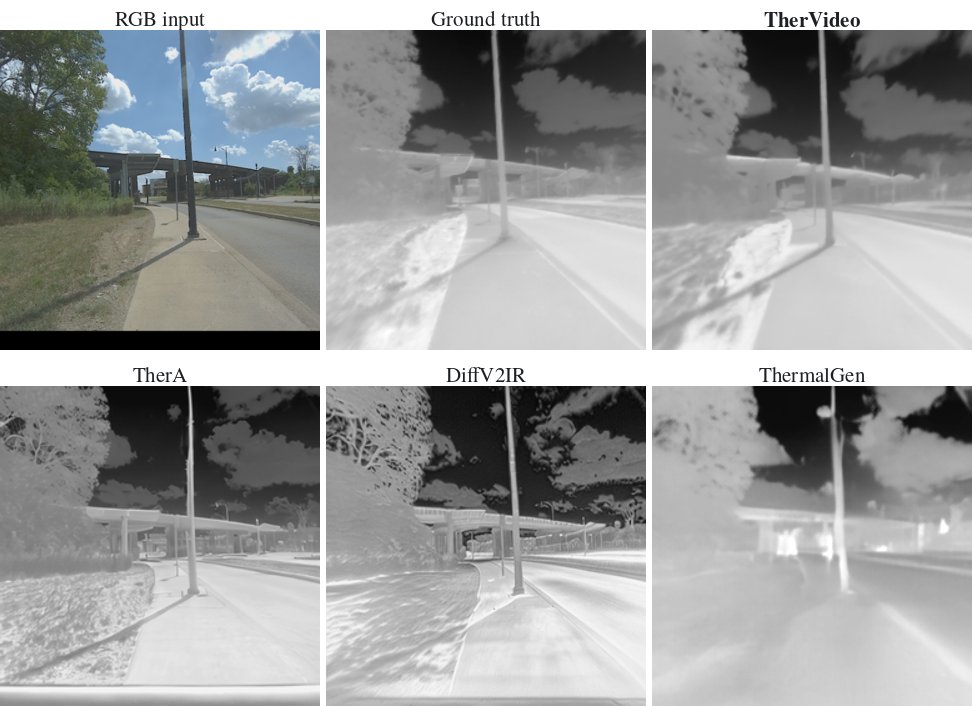 RGB input
Ground truth
TherVideo
TherA
DiffV2IR
ThermalGen